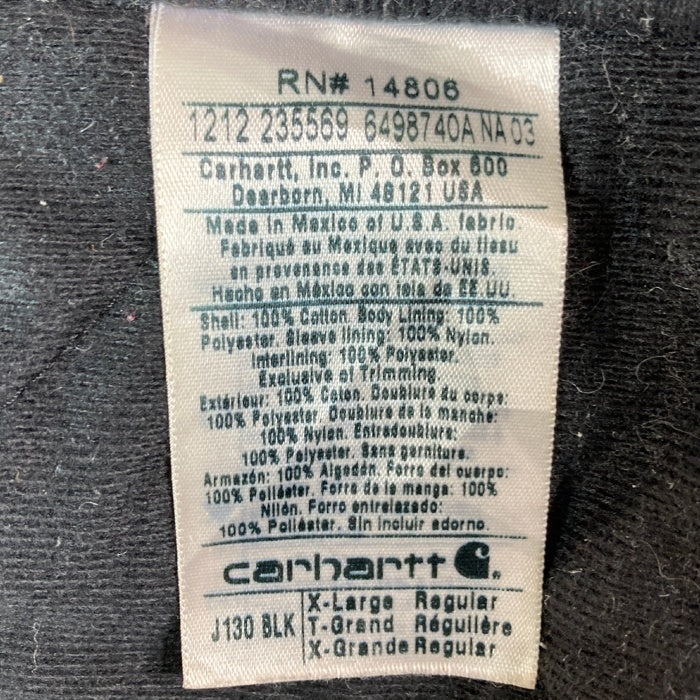 RN# 14806
1212 235569 6498740A NA 03
Carhartt, Inc. P. O. Box 600
Dearborn, MI 48121 USA
Made in Mexico of U.S.A. fabric.
Fabriqué au Mexique avec du tissu
en provenance des ÉTATS-UNIS.
Hecho en México con tela de EE.UU
Shell: 100% Cotton. Body Lining: 100%
Polyester. Sleeve lining: 100% Nylon.
Interlining: 100% Polyester.
Exclusive of Trimming
Extérieur: 100% Coton. Doublure du corps:
100% Polyester. Doublure de la manche:
100% Nylon. Entredoublure:
100% Polyester. Sans garniture.
Armazón: 100% Algodón. Forro del cuerpo:
100% Poliéster. Forro de la manga: 100%
Nilón. Forro entrelazado:
100% Poliéster. Sin incluir adorno.
carhartt
J130 BLK
X-Large Regular
T-Grand Régulière
X-Grande Regular